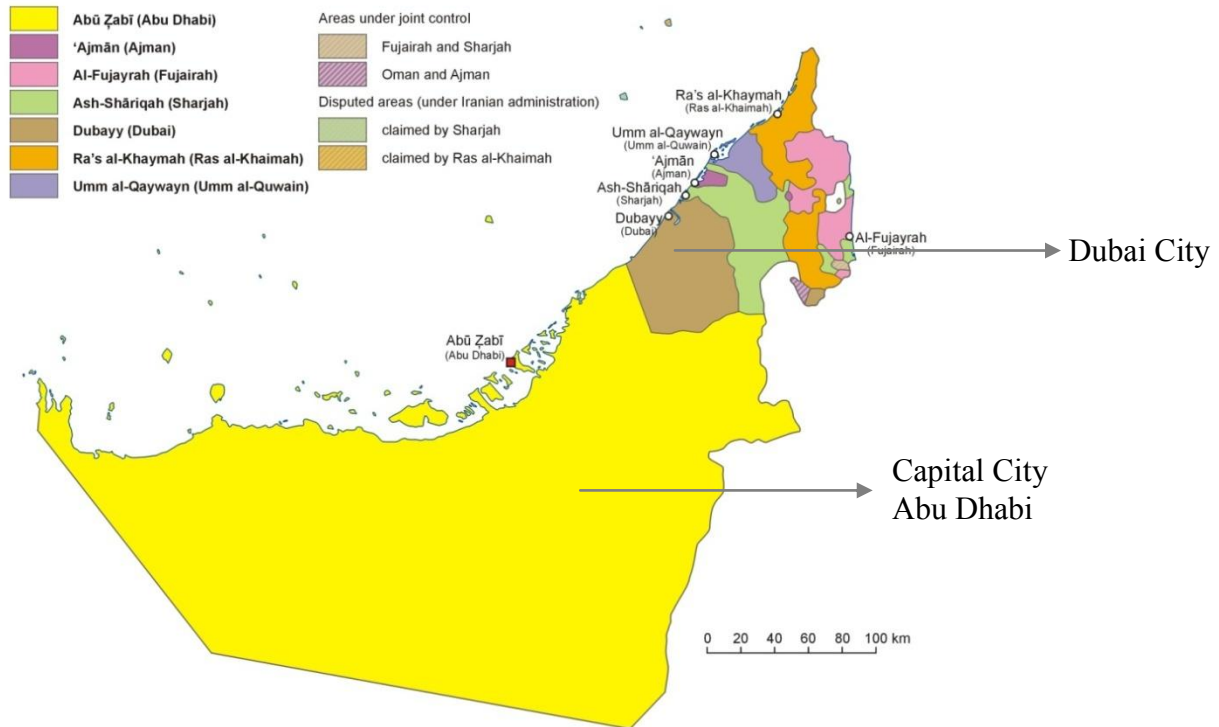 Abū Z̧abī (Abu Dhabi)
‘Ajmān (Ajman)
Al-Fujayrah (Fujairah)
Ash-Shāriqah (Sharjah)
Dubayy (Dubai)
Ra's al-Khaymah (Ras al-Khaimah)
Umm al-Qaywayn (Umm al-Quwain)
Areas under joint control
Fujairah and Sharjah
Oman and Ajman
Disputed areas (under Iranian administration)
claimed by Sharjah
claimed by Ras al-Khaimah
Ra's al-Khaymah
(Ras al-Khaimah)
Umm al-Qaywayn
(Umm al-Quwain)
‘Ajmān
(Ajman)
Ash-Shāriqah
(Sharjah)
Dubayy
(Dubai)
Al-Fujayrah
(Fujairah)
Dubai City
Abū Z̧abī
(Abu Dhabi)
Capital City
Abu Dhabi
0 20 40 60 80 100 km